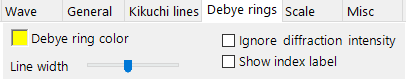 Wave General Kikuchi lines Debye rings Scale Misc
Debye ring color
Ignore diffraction intensity
Line width
Show index label